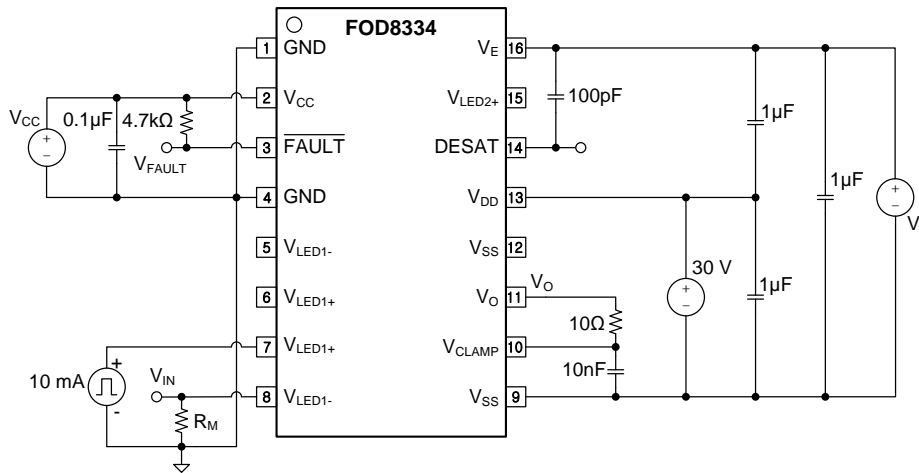 FOD8334
1 GND
2 VCC
3 FAULT
4 GND
5 VLED1-
6 VLED1+
7 VLED1+
8 VLED1-
VE 16
VLED2+ 15
DESAT 14
VDD 13
VSS 12
VO 11
VCLAMP 10
VSS 9
VCC
+
-
0.1µF
4.7kΩ
VFAULT
10 mA
+
-
VIN
RM
100pF
1µF
1µF
+
-
V
30 V
+
-
1µF
VO
10Ω
10nF